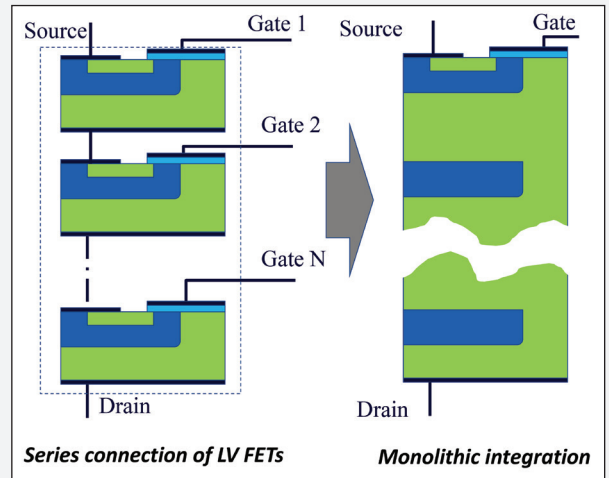 Source
Gate 1
Gate 2
Gate N
Drain
Series connection of LV FETs
Source
Gate
Drain
Monolithic integration